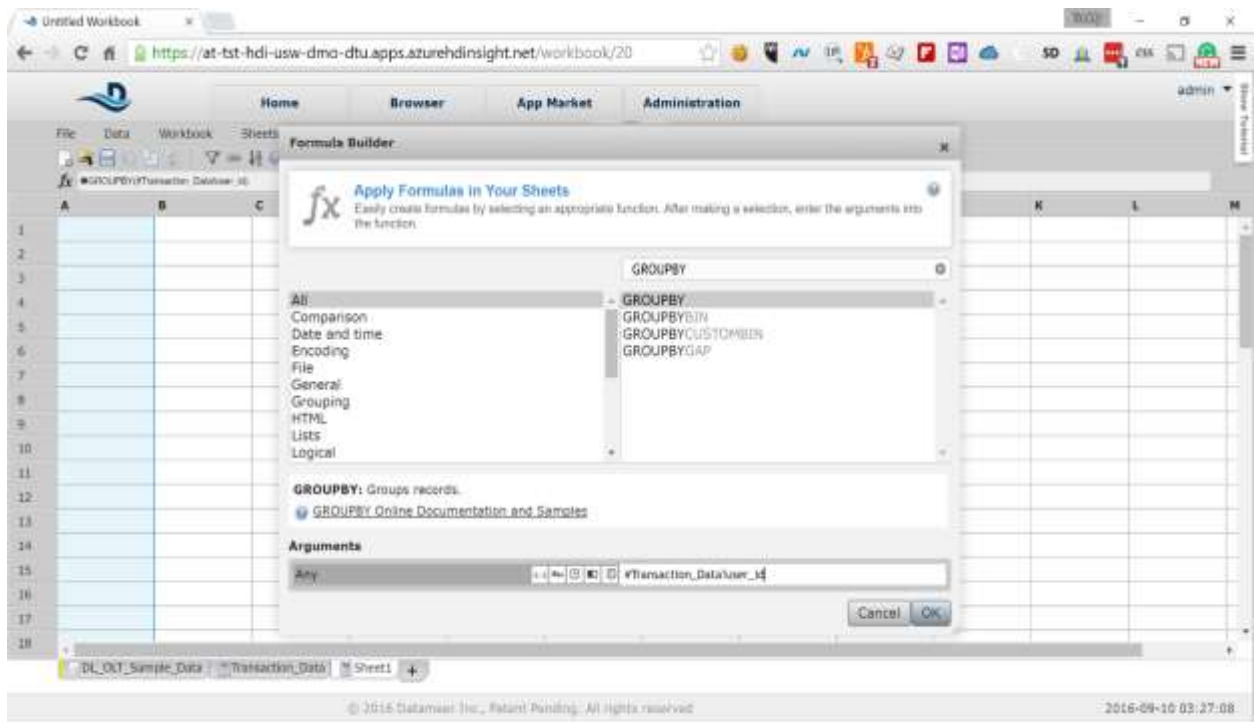 Untitled Workbook
https://at-tst-hdi-usw-dmo-dtu.apps.azurehdinsight.net/workbook/20
SD
css
Home Browser App Market Administration
admin
File Data Workbook Sheets
Formula Builder
fx
Apply Formulas in Your Sheets
Easily create formulas by selecting an appropriate function. After making a selection, enter the arguments into
the function.
A B C K L M
1
2
3
4
5
6
7
8
9
10
11
12
13
14
15
16
17
18
GROUPBY
All
Comparison
Date and time
Encoding
File
General
Grouping
HTML
Lists
Logical
GROUPBY
GROUPBYBIN
GROUPBYCUSTOMBIN
GROUPBYGAP
GROUPBY: Groups records.
GROUPBY Online Documentation and Samples
Arguments
Any #Transaction_Data!user_id
Cancel OK
DL_OLT_Sample_Data Transaction_Data Sheet1 +
© 2016 Datameer Inc., Patent Pending. All rights reserved
2016-09-10 03:27:08